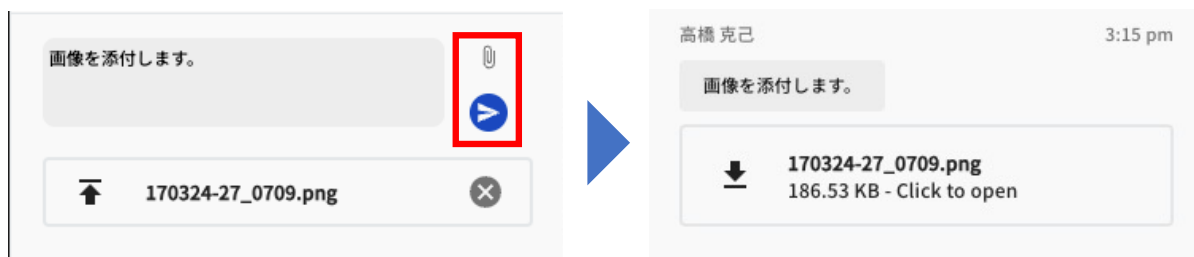 画像を添付します。
170324-27_0709.png
高橋 克己
3:15 pm
画像を添付します。
170324-27_0709.png
186.53 KB - Click to open